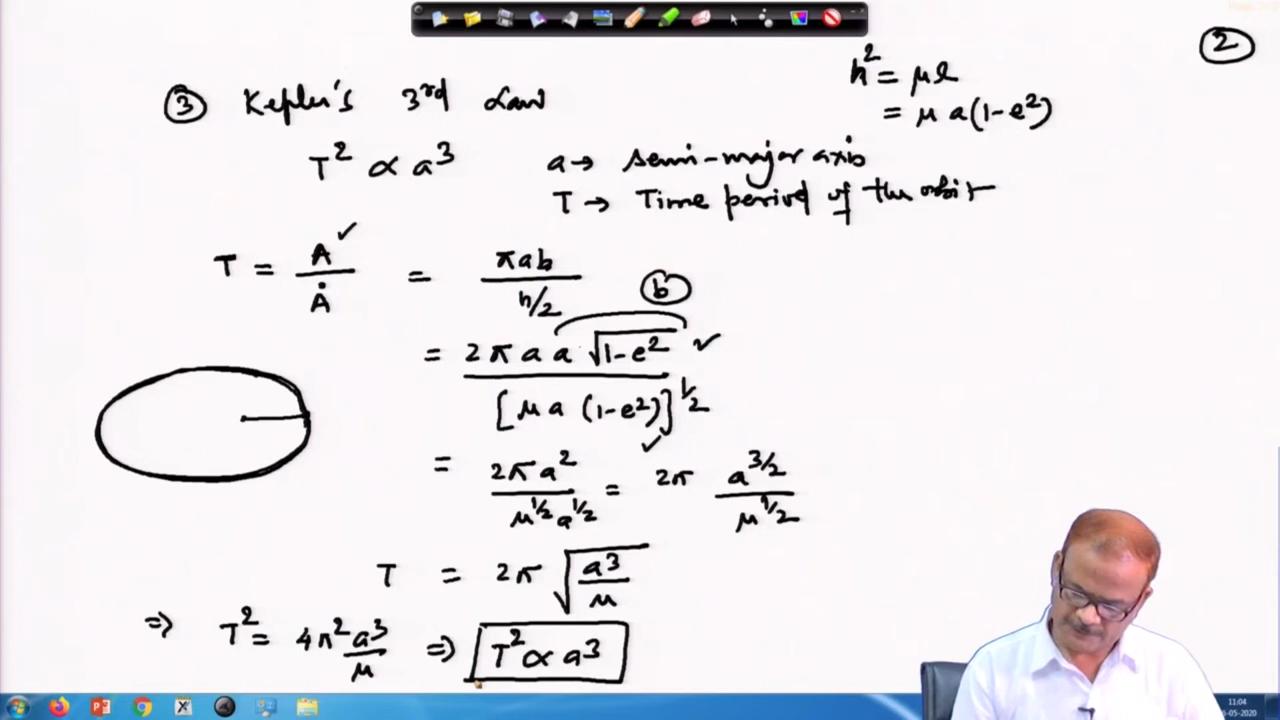 2
h² = μl
= μ a(1-e²)
③ Kepler's 3rd Law
T² ∝ a³
a → semi-major axis
T → Time period of the orbit
T = A / Ȧ = πab / h/2
b
= 2πa a √1-e² / [μa (1-e²)]^1/2
= 2πa² / μ^1/2 a^1/2 = 2π a^3/2 / μ^1/2
T = 2π √a³/μ
⇒ T² = 4π² a³/μ ⇒ T² ∝ a³
11:04